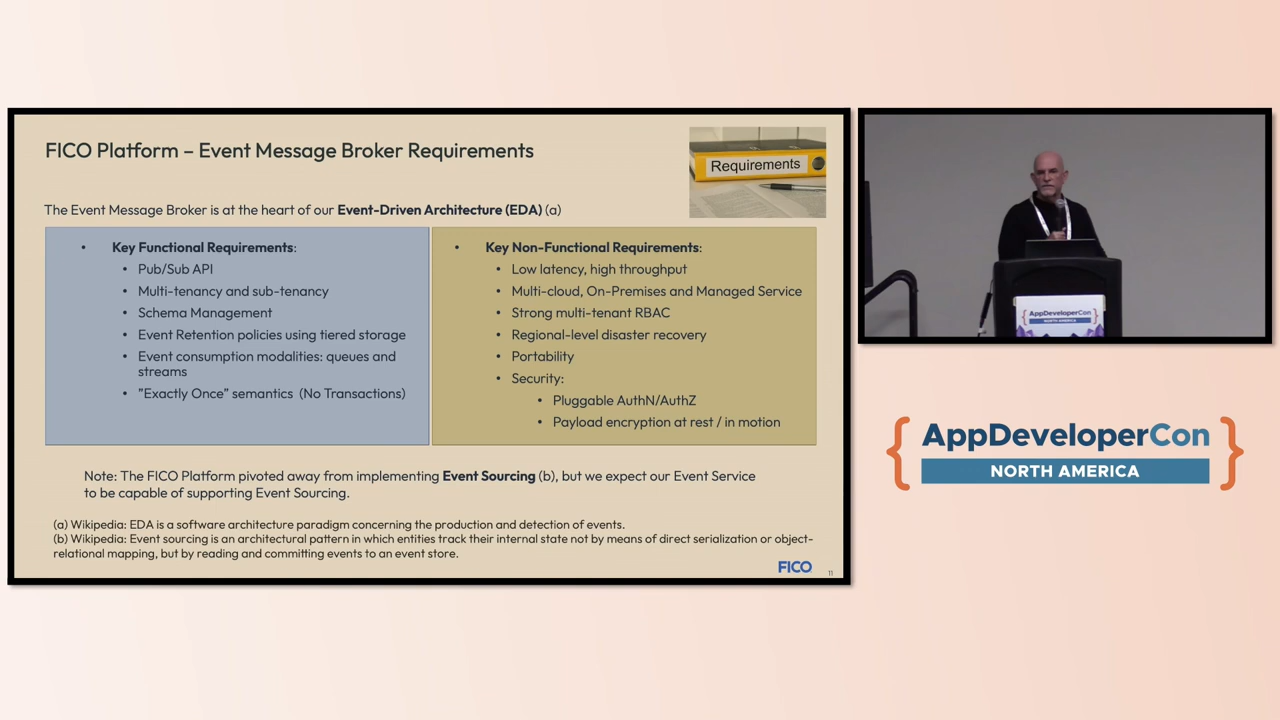 FICO Platform – Event Message Broker Requirements
Requirements
The Event Message Broker is at the heart of our Event-Driven Architecture (EDA) (a)
• Key Functional Requirements:
• Pub/Sub API
• Multi-tenancy and sub-tenancy
• Schema Management
• Event Retention policies using tiered storage
• Event consumption modalities: queues and
streams
• ”Exactly Once” semantics (No Transactions)
• Key Non-Functional Requirements:
• Low latency, high throughput
• Multi-cloud, On-Premises and Managed Service
• Strong multi-tenant RBAC
• Regional-level disaster recovery
• Portability
• Security:
• Pluggable AuthN/AuthZ
• Payload encryption at rest / in motion
Note: The FICO Platform pivoted away from implementing Event Sourcing (b), but we expect our Event Service
to be capable of supporting Event Sourcing.
(a) Wikipedia: EDA is a software architecture paradigm concerning the production and detection of events.
(b) Wikipedia: Event sourcing is an architectural pattern in which entities track their internal state not by means of direct serialization or object-
relational mapping, but by reading and committing events to an event store.
FICO
11
AppDeveloperCon
NORTH AMERICA
{ AppDeveloperCon }
NORTH AMERICA